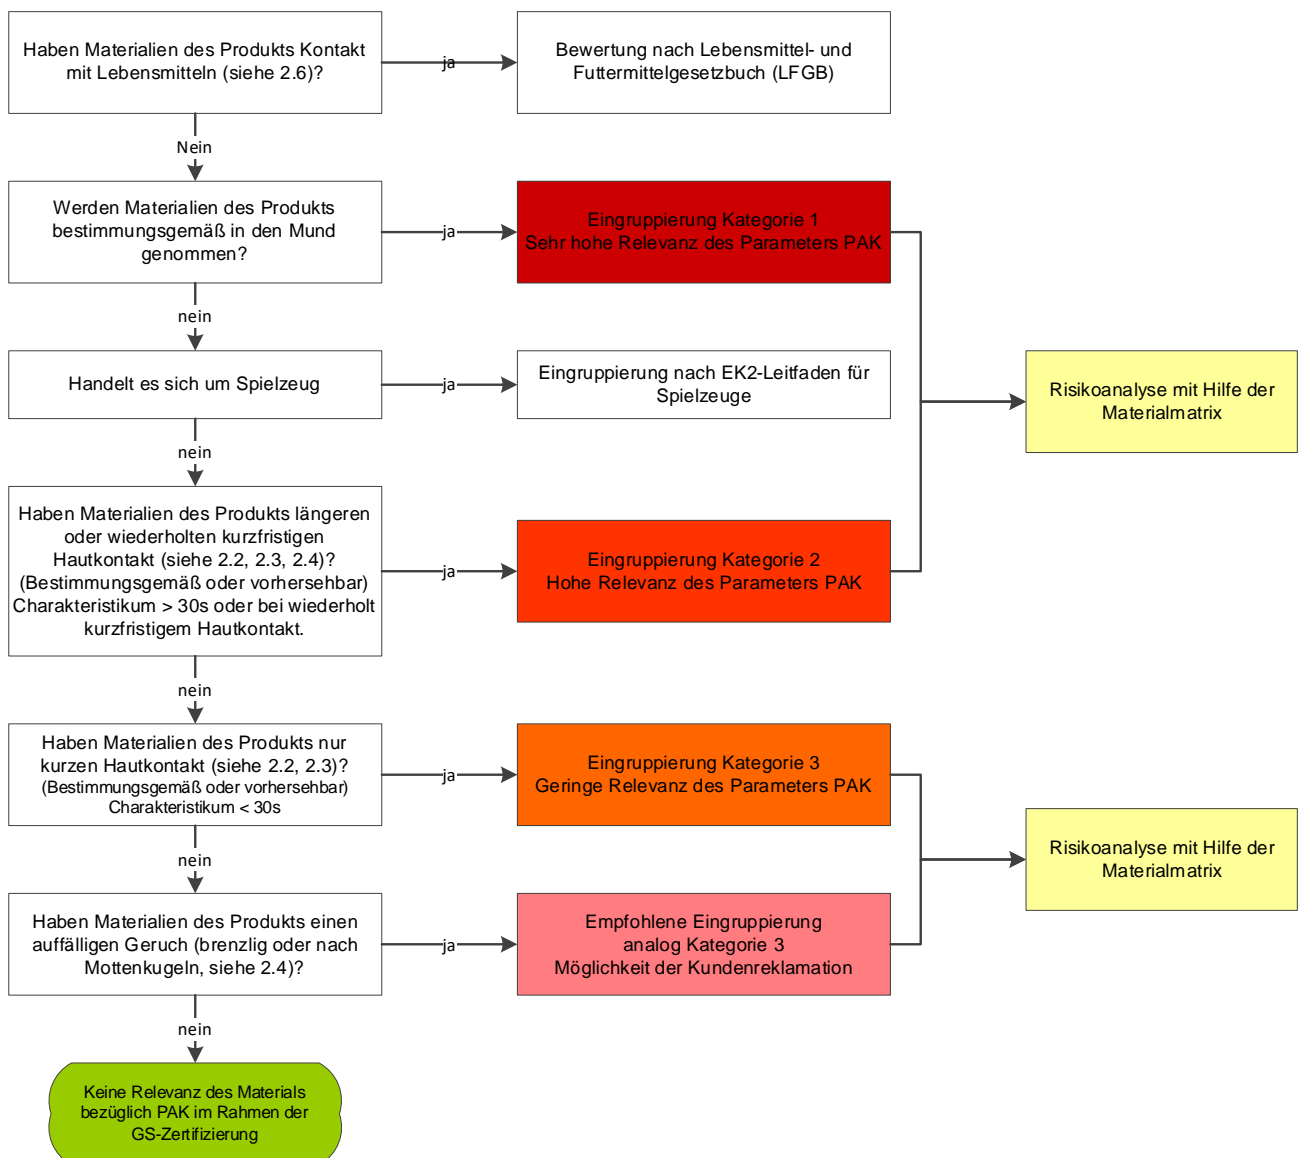 Haben Materialien des Produkts Kontakt
mit Lebensmitteln (siehe 2.6)?
ja
Bewertung nach Lebensmittel- und
Futtermittelgesetzbuch (LFGB)
Nein
Werden Materialien des Produkts
bestimmungsgemäß in den Mund
genommen?
ja
Eingruppierung Kategorie 1
Sehr hohe Relevanz des Parameters PAK
nein
Handelt es sich um Spielzeug
ja
Eingruppierung nach EK2-Leitfaden für
Spielzeuge
Risikoanalyse mit Hilfe der
Materialmatrix
nein
Haben Materialien des Produkts längeren
oder wiederholten kurzfristigen
Hautkontakt (siehe 2.2, 2.3, 2.4)?
(Bestimmungsgemäß oder vorhersehbar)
Charakteristikum > 30s oder bei wiederholt
kurzfristigem Hautkontakt.
ja
Eingruppierung Kategorie 2
Hohe Relevanz des Parameters PAK
nein
Haben Materialien des Produkts nur
kurzen Hautkontakt (siehe 2.2, 2.3)?
(Bestimmungsgemäß oder vorhersehbar)
Charakteristikum < 30s
ja
Eingruppierung Kategorie 3
Geringe Relevanz des Parameters PAK
Risikoanalyse mit Hilfe der
Materialmatrix
nein
Haben Materialien des Produkts einen
auffälligen Geruch (brenzlig oder nach
Mottenkugeln, siehe 2.4)?
ja
Empfohlene Eingruppierung
analog Kategorie 3
Möglichkeit der Kundenreklamation
nein
Keine Relevanz des Materials
bezüglich PAK im Rahmen der
GS-Zertifizierung